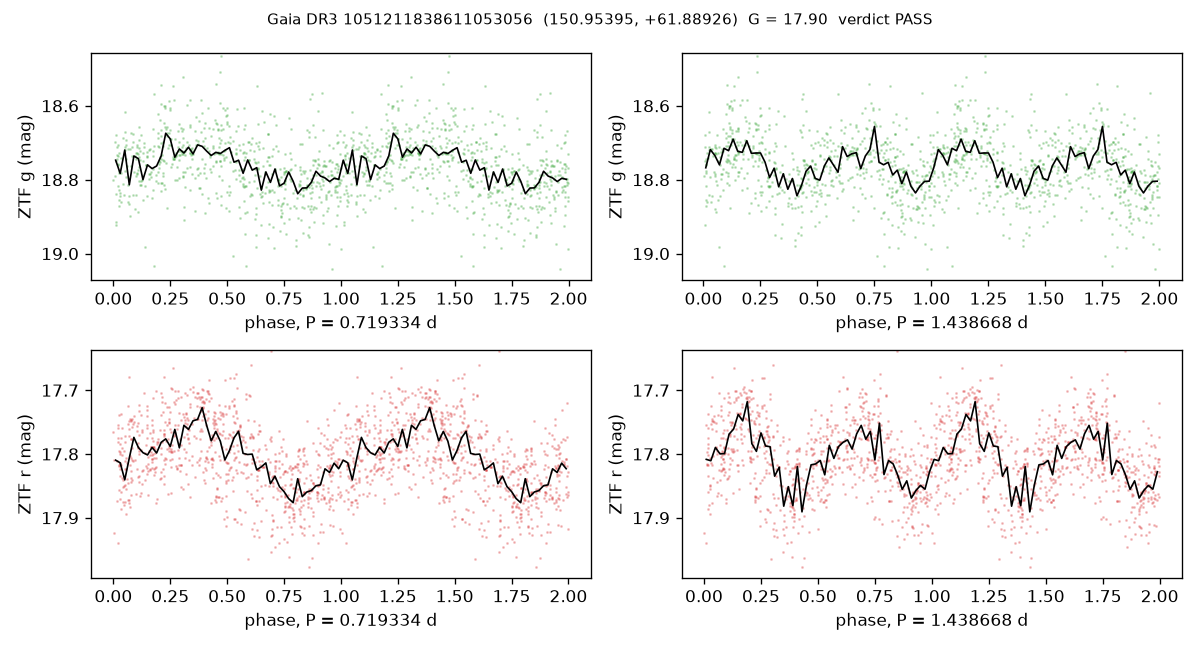 Gaia DR3 1051211838611053056 (150.95395, +61.88926) G = 17.90 verdict PASS
ZTF g (mag)
18.6
18.8
19.0
0.00 0.25 0.50 0.75 1.00 1.25 1.50 1.75 2.00
phase, P = 0.719334 d
ZTF g (mag)
18.6
18.8
19.0
0.00 0.25 0.50 0.75 1.00 1.25 1.50 1.75 2.00
phase, P = 1.438668 d
ZTF r (mag)
17.7
17.8
17.9
0.00 0.25 0.50 0.75 1.00 1.25 1.50 1.75 2.00
phase, P = 0.719334 d
ZTF r (mag)
17.7
17.8
17.9
0.00 0.25 0.50 0.75 1.00 1.25 1.50 1.75 2.00
phase, P = 1.438668 d